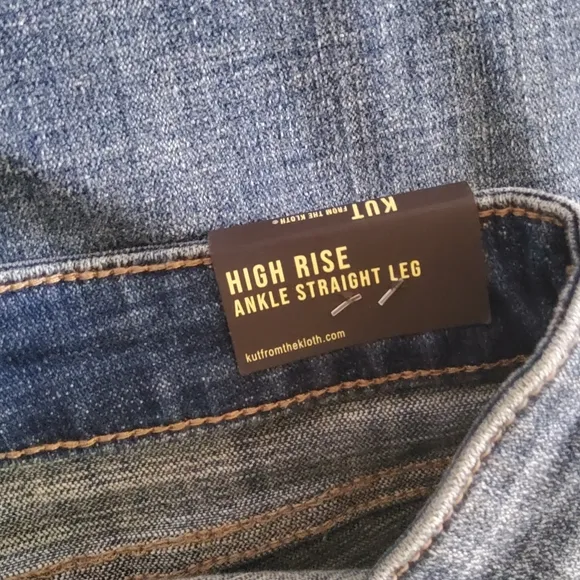 KUT
FROM THE KLOTH®
HIGH RISE
ANKLE STRAIGHT LEG
kutfromthekloth.com